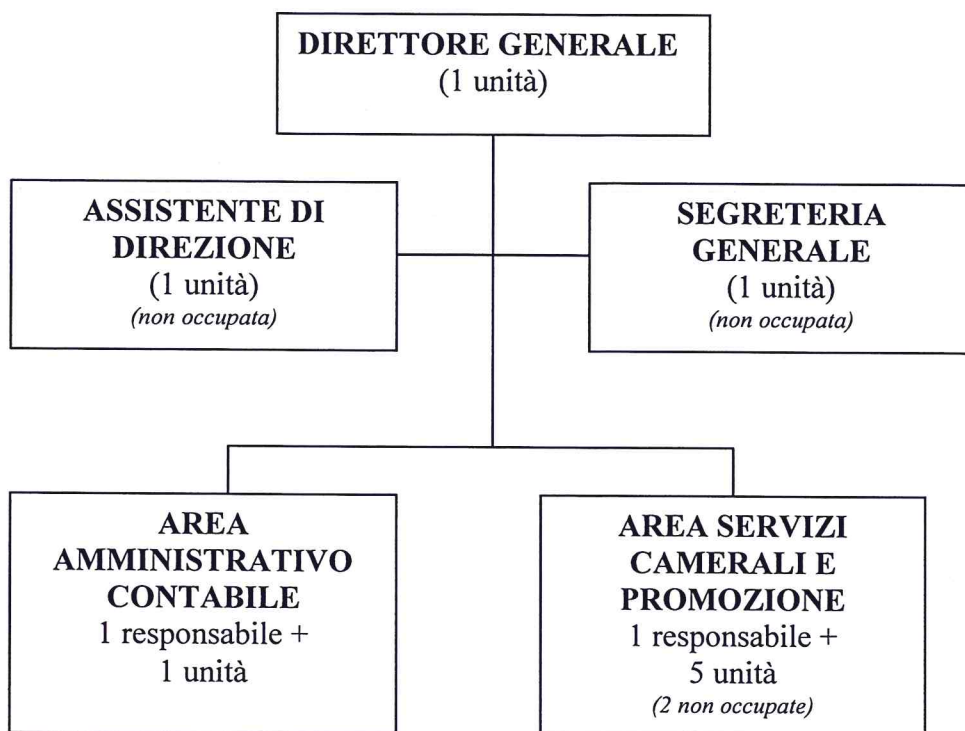 DIRETTORE GENERALE
(1 unità)
ASSISTENTE DI
DIREZIONE
(1 unità)
(non occupata)
SEGRETERIA
GENERALE
(1 unità)
(non occupata)
AREA
AMMINISTRATIVO
CONTABILE
1 responsabile +
1 unità
AREA SERVIZI
CAMERALI E
PROMOZIONE
1 responsabile +
5 unità
(2 non occupate)